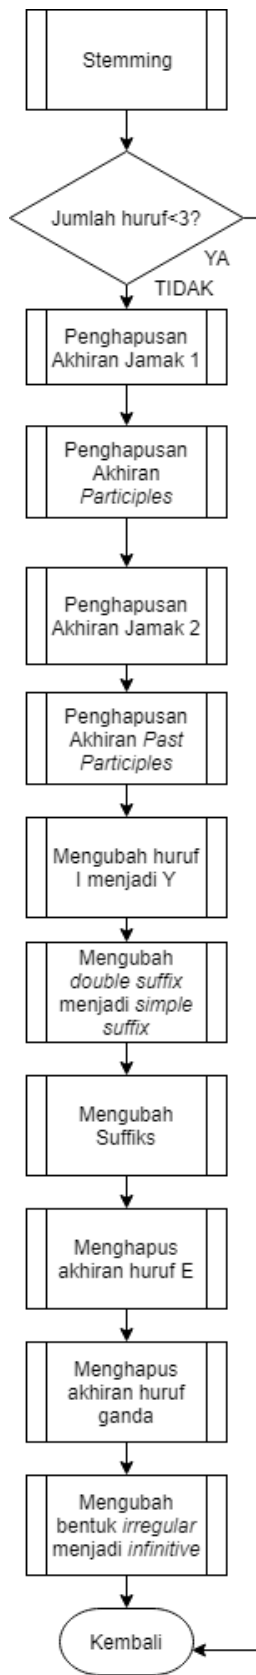 Stemming
Jumlah huruf<3?
YA
TIDAK
Penghapusan
Akhiran Jamak 1
Penghapusan
Akhiran
Participles
Penghapusan
Akhiran Jamak 2
Penghapusan
Akhiran Past
Participles
Mengubah huruf
I menjadi Y
Mengubah
double suffix
menjadi simple
suffix
Mengubah
Suffiks
Menghapus
akhiran huruf E
Menghapus
akhiran huruf
ganda
Mengubah
bentuk irregular
menjadi infinitive
Kembali